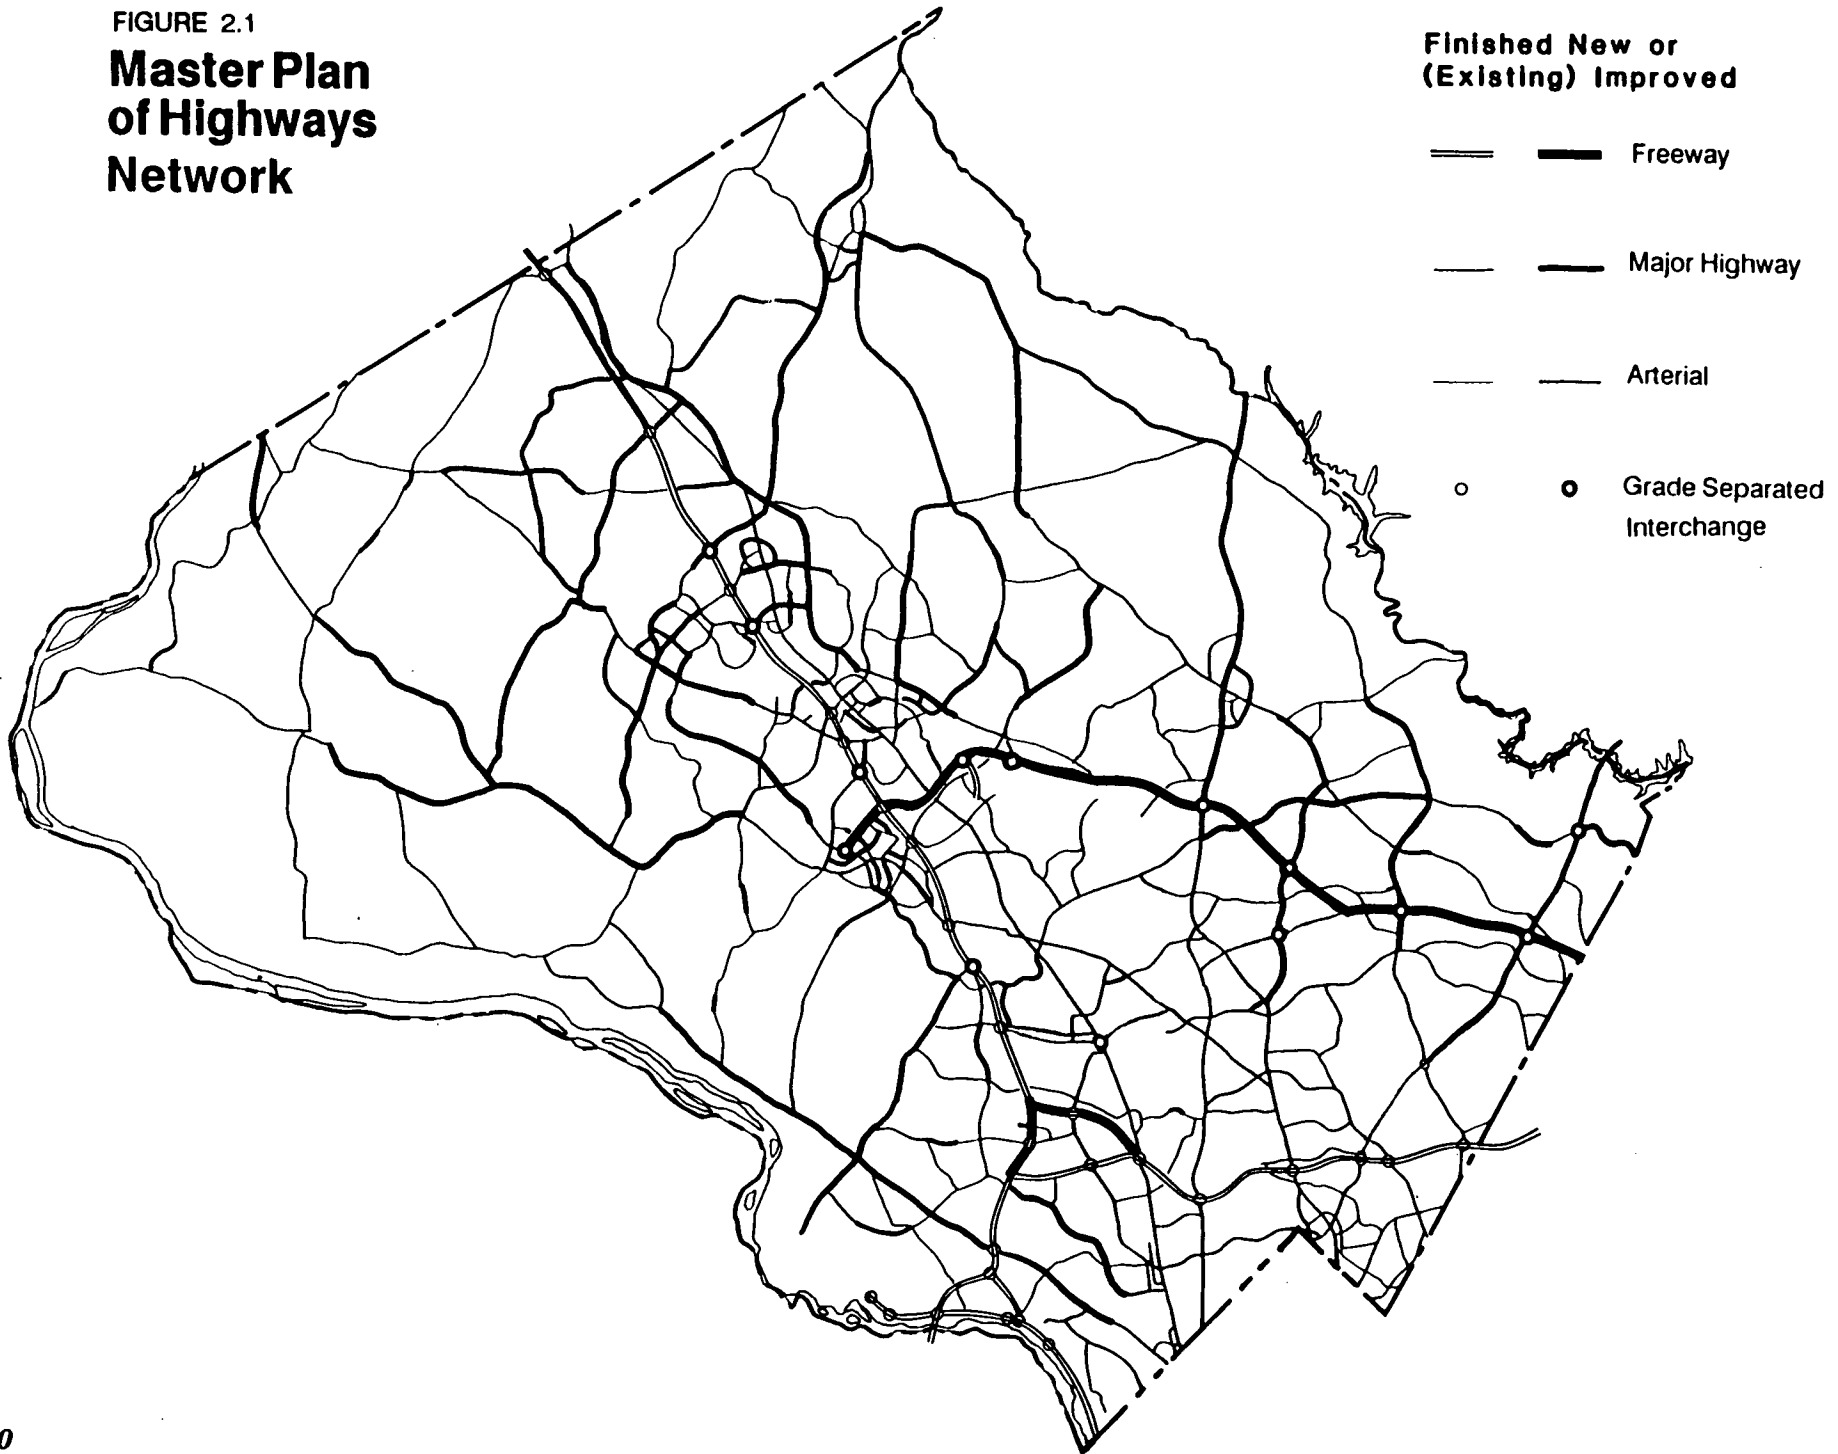 FIGURE 2.1
Master Plan
of Highways
Network
Finished New or
(Existing) Improved
Freeway
Major Highway
Arterial
Grade Separated
Interchange
0